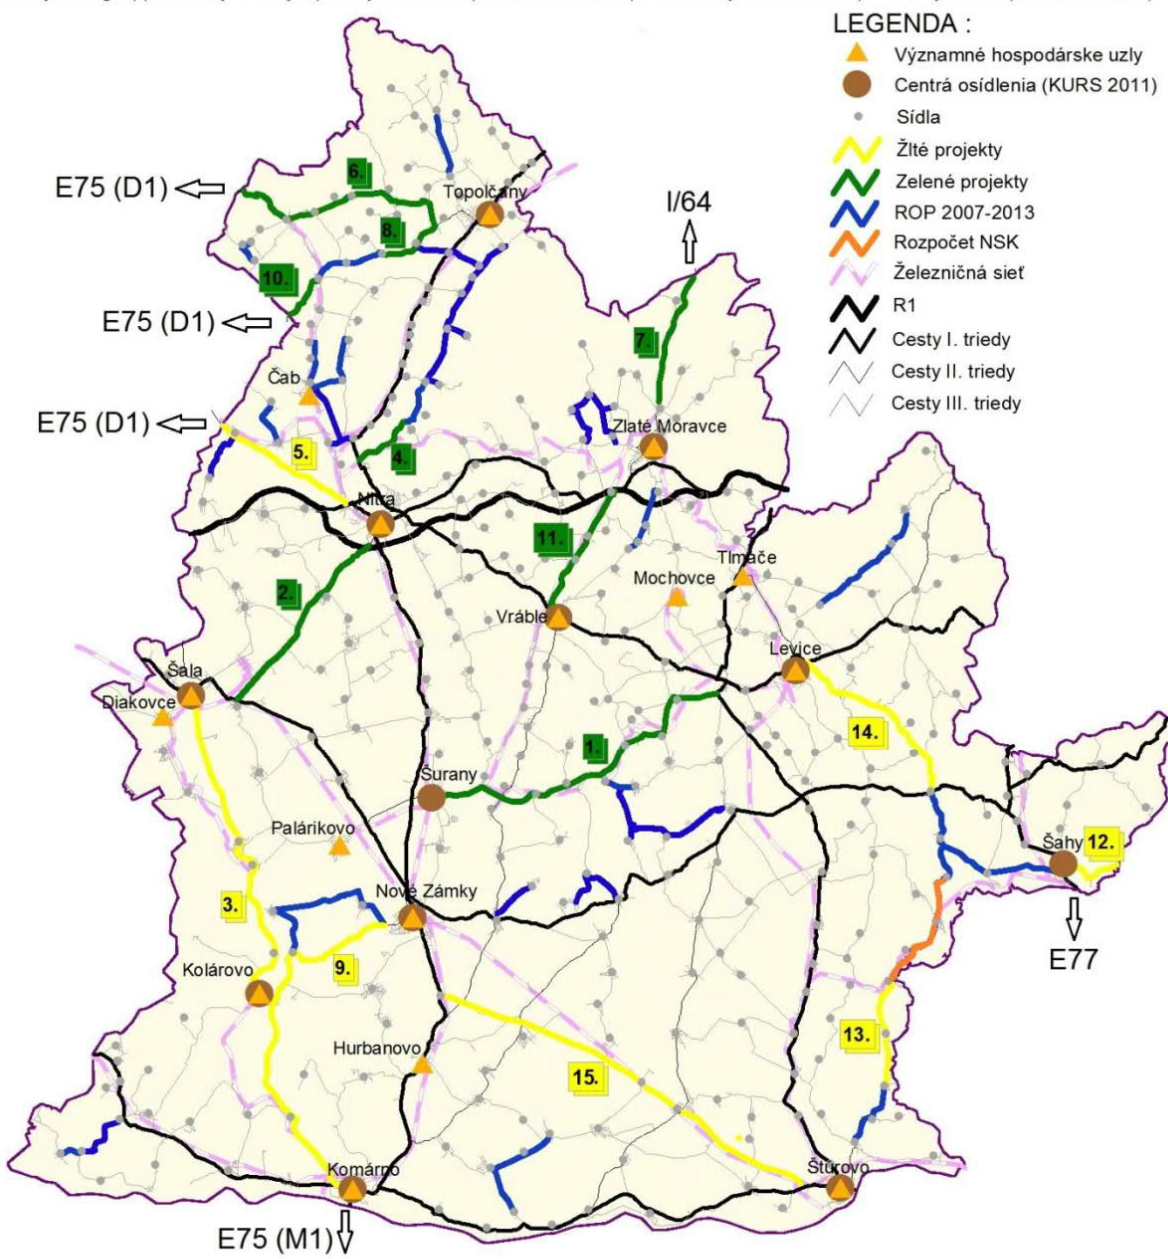 LEGENDA :
Významné hospodárske uzly
Centrá osídlenia (KURS 2011)
Sídla
Žlté projekty
Zelené projekty
ROP 2007-2013
Rozpočet NSK
Železničná sieť
R1
Cesty I. triedy
Cesty II. triedy
Cesty III. triedy
E75 (D1)
6.
Topoľčany
I/64
8.
10.
E75 (D1)
7.
Čab
E75 (D1)
Zlaté Moravce
5.
4.
Nitra
11.
Tlmače
Mochovce
2.
Vráble
Levice
Šaľa
Diakovce
14.
1.
Šurany
Palárikovo
Šahy
12.
Nové Zámky
3.
E77
9.
Kolárovo
13.
Hurbanovo
15.
Komárno
Štúrovo
E75 (M1)